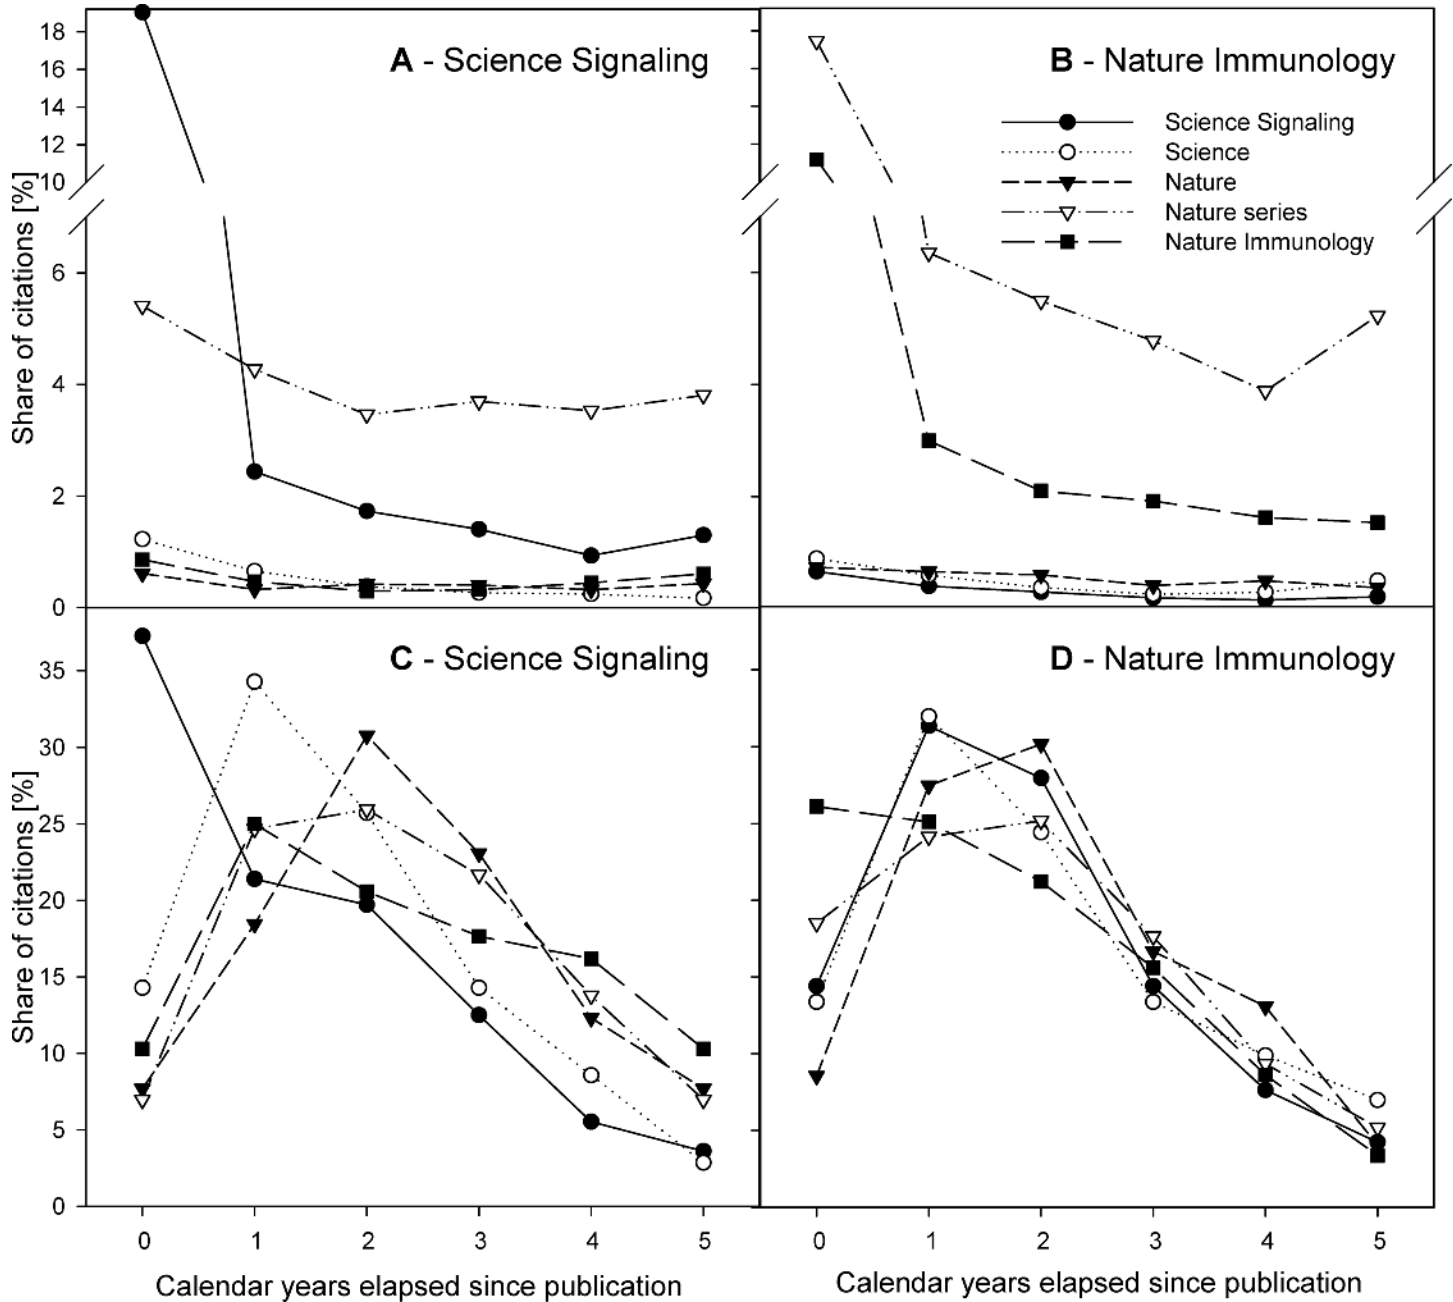 A - Science Signaling
B - Nature Immunology
Science Signaling
Science
Nature
Nature series
Nature Immunology
18
16
14
12
10
6
4
2
0
Share of citations [%]
C - Science Signaling
D - Nature Immunology
35
30
25
20
15
10
5
0
Share of citations [%]
0 1 2 3 4 5
0 1 2 3 4 5
Calendar years elapsed since publication
Calendar years elapsed since publication